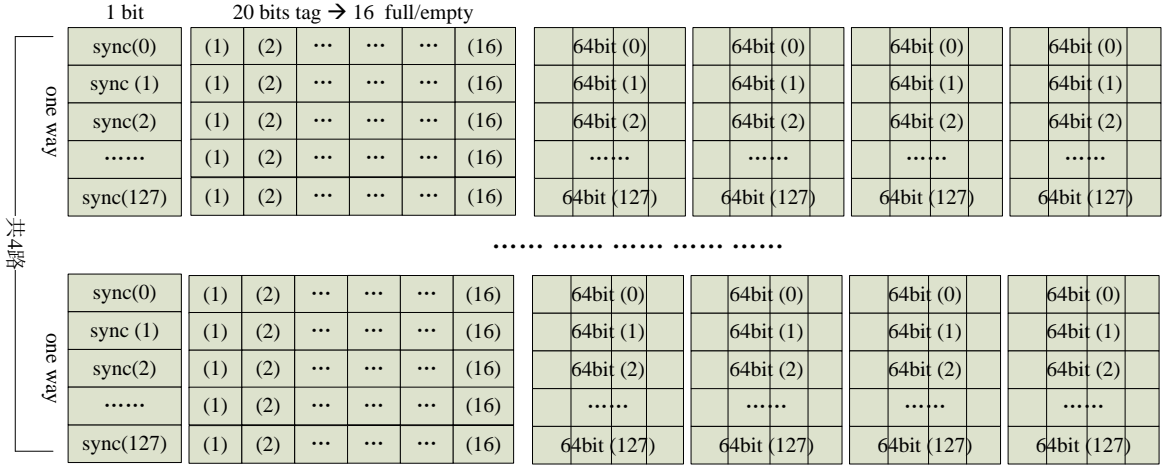 1 bit 20 bits tag → 16 full/empty
sync(0) (1) (2) ··· ··· ··· (16) 64bit (0) 64bit (0) 64bit (0) 64bit (0)
sync (1) (1) (2) ··· ··· ··· (16) 64bit (1) 64bit (1) 64bit (1) 64bit (1)
sync(2) (1) (2) ··· ··· ··· (16) 64bit (2) 64bit (2) 64bit (2) 64bit (2)
······ (1) (2) ··· ··· ··· (16) ······ ······ ······ ······
sync(127) (1) (2) ··· ··· ··· (16) 64bit (127) 64bit (127) 64bit (127) 64bit (127)
one way
共4路
······ ······ ······ ······ ······
sync(0) (1) (2) ··· ··· ··· (16) 64bit (0) 64bit (0) 64bit (0) 64bit (0)
sync (1) (1) (2) ··· ··· ··· (16) 64bit (1) 64bit (1) 64bit (1) 64bit (1)
sync(2) (1) (2) ··· ··· ··· (16) 64bit (2) 64bit (2) 64bit (2) 64bit (2)
······ (1) (2) ··· ··· ··· (16) ······ ······ ······ ······
sync(127) (1) (2) ··· ··· ··· (16) 64bit (127) 64bit (127) 64bit (127) 64bit (127)
one way